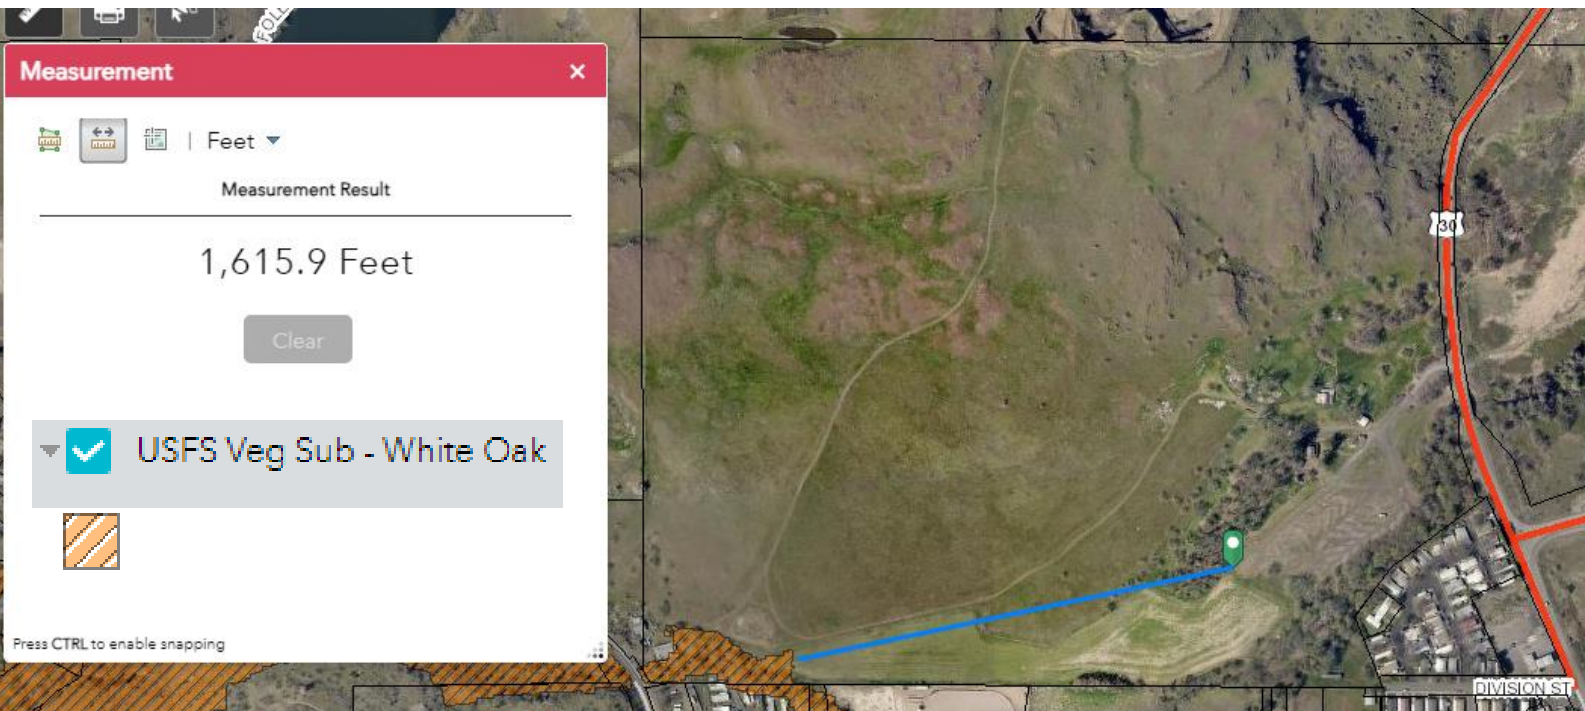 FOLL
Measurement
×
| Feet
Measurement Result
1,615.9 Feet
Clear
USFS Veg Sub - White Oak
Press CTRL to enable snapping
30
DIVISION ST